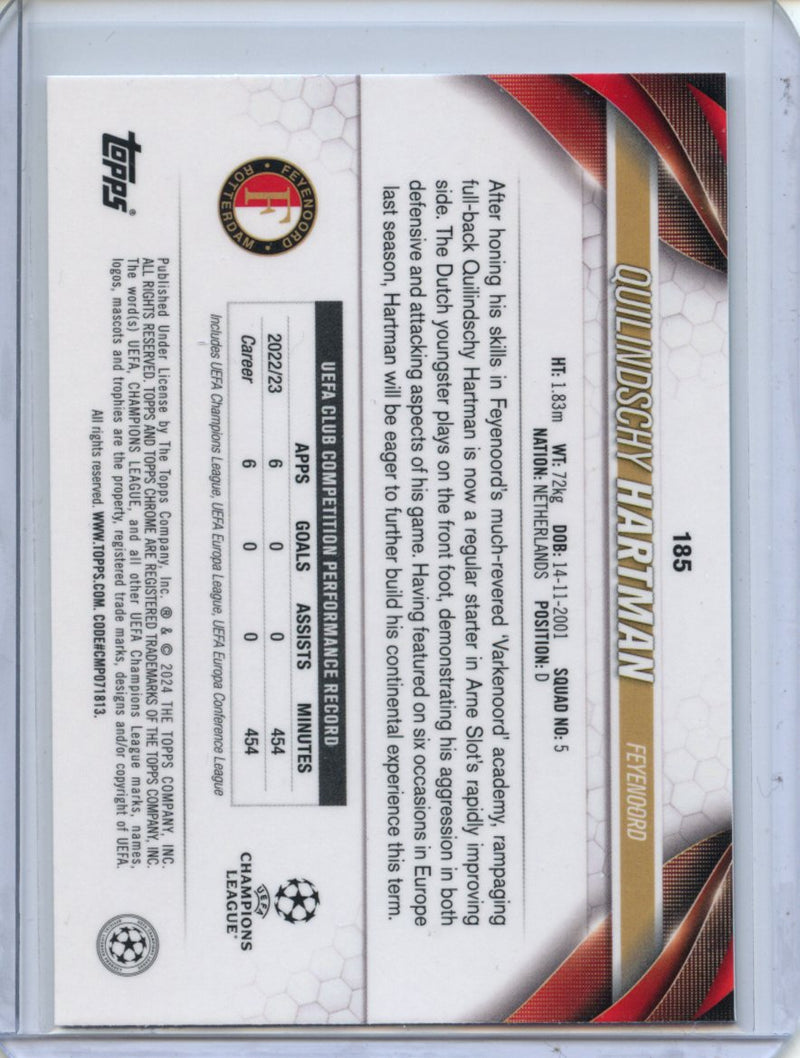 185
QUILINDSCHY HARTMAN FEYENOORD
HT: 1.83m WT: 72kg DOB: 14-11-2001 SQUAD NO: 5
NATION: NETHERLANDS POSITION: D
After honing his skills in Feyenoord's much-revered 'Varkenoord' academy, rampaging
full-back Quilindschy Hartman is now a regular starter in Arne Slot's rapidly improving
side. The Dutch youngster plays on the front foot, demonstrating his aggression in both
defensive and attacking aspects of his game. Having featured on six occasions in Europe
last season, Hartman will be eager to further build his continental experience this term.
FEYENOORD
F
ROTTERDAM
UEFA CLUB COMPETITION PERFORMANCE RECORD
APPS GOALS ASSISTS MINUTES
2022/23 6 0 0 454
Career 6 0 0 454
Includes UEFA Champions League, UEFA Europa League, UEFA Europa Conference League
UEFA
CHAMPIONS
LEAGUE®
topps®
Published Under License by The Topps Company, Inc. ® & © 2024 THE TOPPS COMPANY, INC.
ALL RIGHTS RESERVED. TOPPS AND TOPPS CHROME ARE REGISTERED TRADEMARKS OF THE TOPPS COMPANY, INC.
The word(s) UEFA, CHAMPIONS LEAGUE, and all other UEFA Champions League marks, names,
logos, mascots and trophies are the property, registered trade marks, designs and/or copyright of UEFA.
All rights reserved. WWW.TOPPS.COM. CODE#CMP071813.